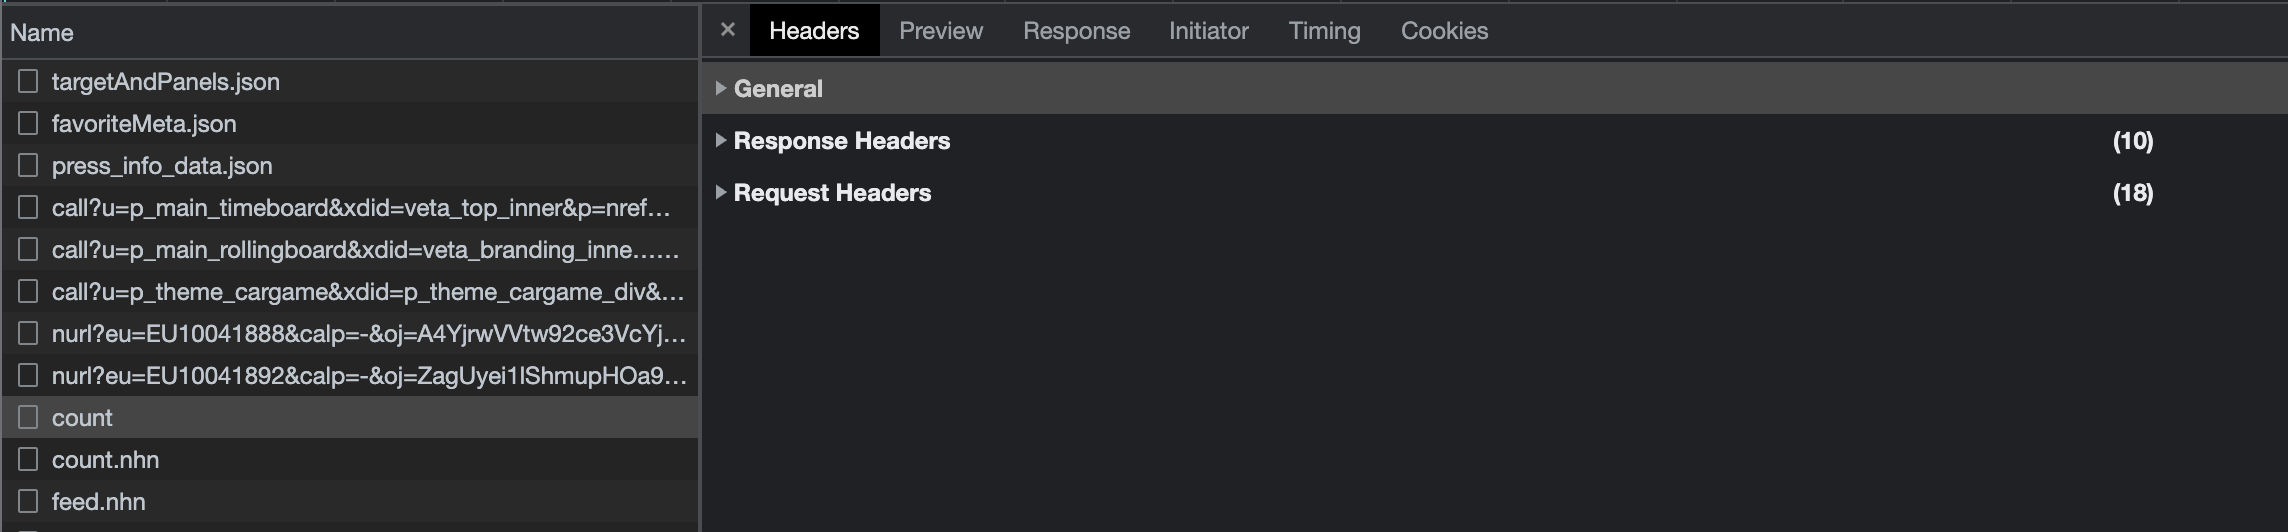 Name
targetAndPanels.json
favoriteMeta.json
press_info_data.json
call?u=p_main_timeboard&xdid=veta_top_inner&p=nref…
call?u=p_main_rollingboard&xdid=veta_branding_inne…...
call?u=p_theme_cargame&xdid=p_theme_cargame_div&…
nurl?eu=EU10041888&calp=-&oj=A4YjrwVVtw92ce3VcYj…
nurl?eu=EU10041892&calp=-&oj=ZagUyei1lShmupHOa9…
count
count.nhn
feed.nhn
× Headers Preview Response Initiator Timing Cookies
General
Response Headers (10)
Request Headers (18)